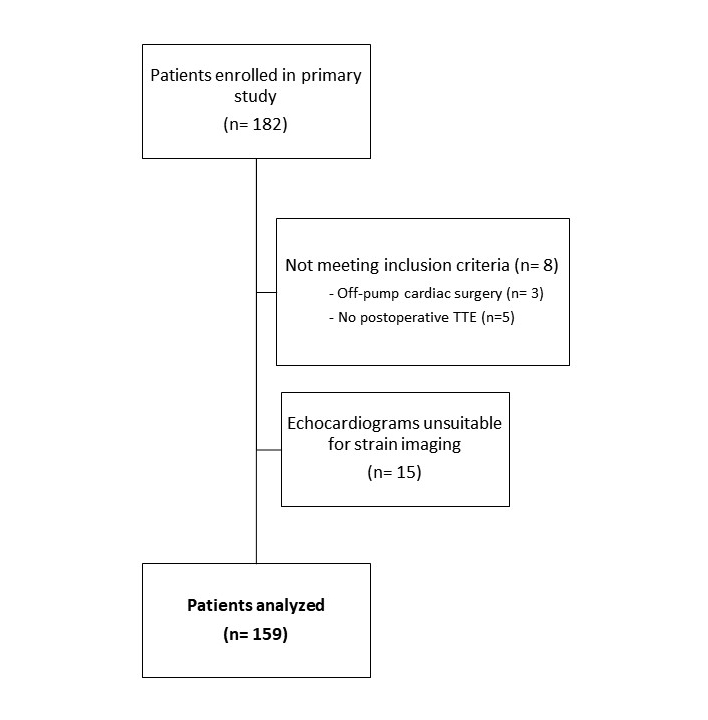 Patients enrolled in primary
study
(n= 182)
Not meeting inclusion criteria (n= 8)
- Off-pump cardiac surgery (n= 3)
- No postoperative TTE (n=5)
Echocardiograms unsuitable
for strain imaging
(n= 15)
Patients analyzed
(n= 159)